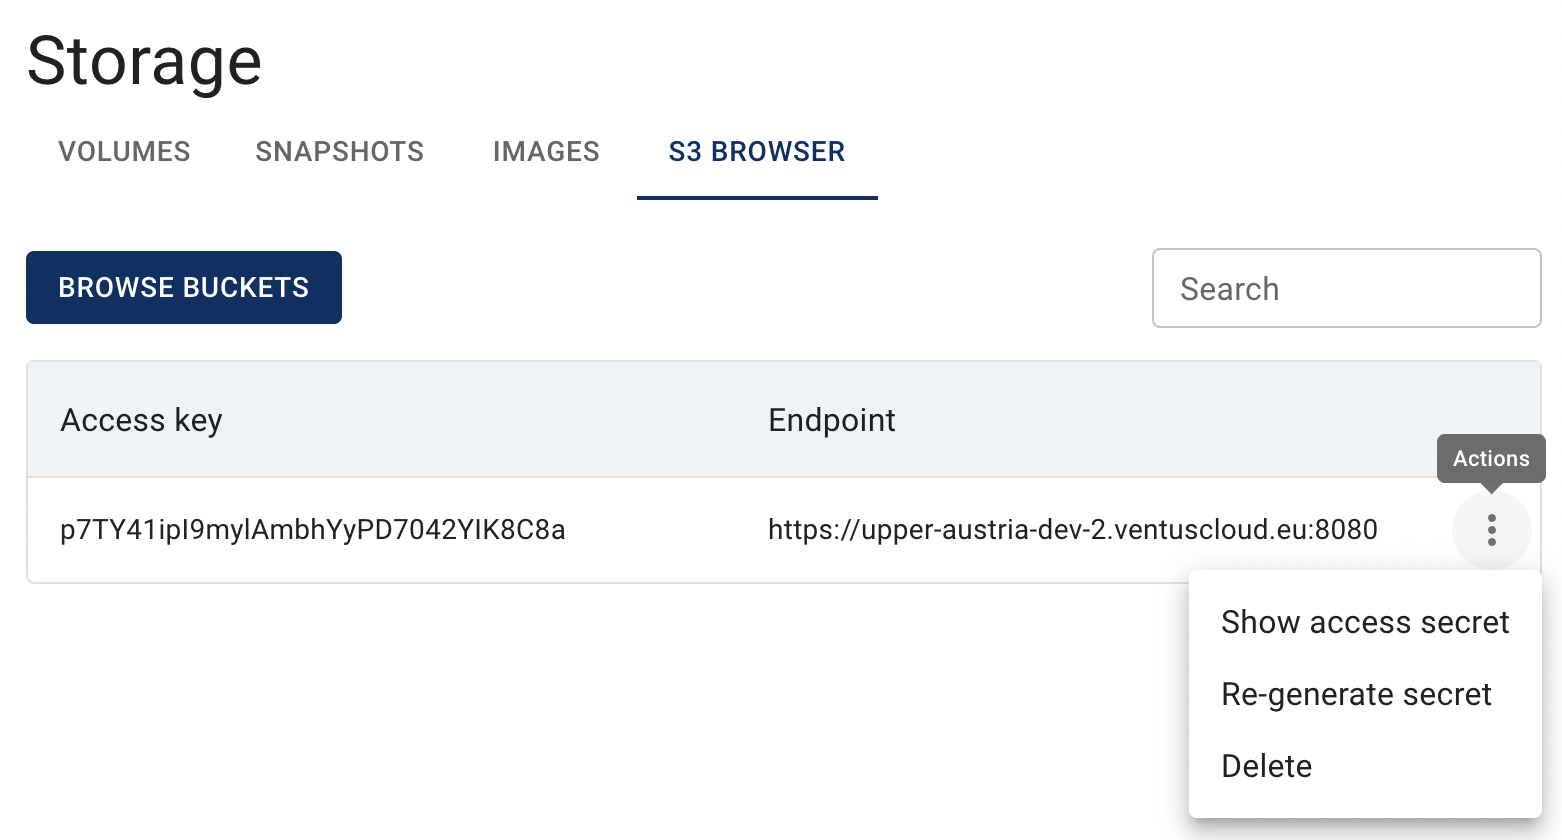 Storage
VOLUMES SNAPSHOTS IMAGES S3 BROWSER
BROWSE BUCKETS Search
Access key Endpoint
Actions
p7TY41ipI9mylAmbhYyPD7042YIK8C8a https://upper-austria-dev-2.ventuscloud.eu:8080
Show access secret
Re-generate secret
Delete